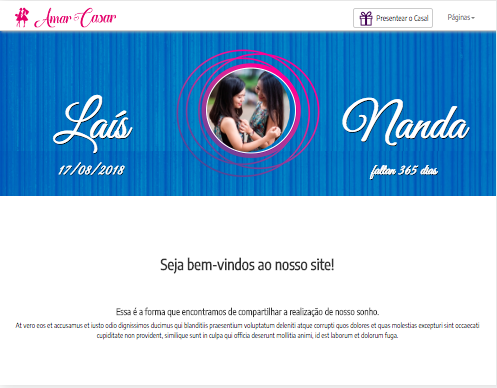 Amar & Casar
Presentear o Casal
Páginas
Laís
Nanda
17/08/2018
faltan 365 dias
Seja bem-vindos ao nosso site!
Essa é a forma que encontramos de compartilhar a realização de nosso sonho.
At vero eos et accusamus et iusto odio dignissimos ducimus qui blanditiis praesentium voluptatum deleniti atque corrupti quos dolores et quas molestias excepturi sint occaecati
cupiditate non provident, similique sunt in culpa qui officia deserunt mollitia animi, id est laborum et dolorum fuga.